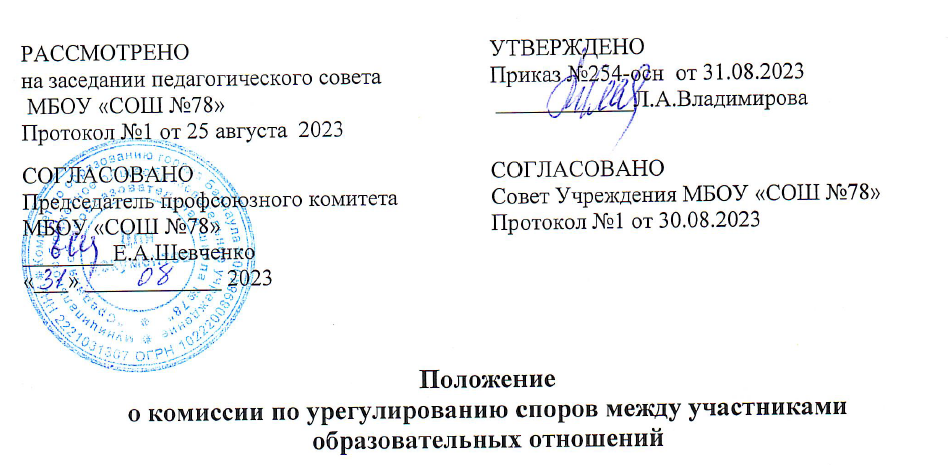 РАССМОТРЕНО
на заседании педагогического совета
МБОУ «СОШ №78»
Протокол №1 от 25 августа 2023
СОГЛАСОВАНО
Председатель профсоюзного комитета
МБОУ «СОШ №78»
_______Е.А.Шевченко
«31» 08 2023
УТВЕРЖДЕНО
Приказ №254-осн от 31.08.2023
___________Л.А.Владимирова
СОГЛАСОВАНО
Совет Учреждения МБОУ «СОШ №78»
Протокол №1 от 30.08.2023
Положение
о комиссии по урегулированию споров между участниками
образовательных отношений